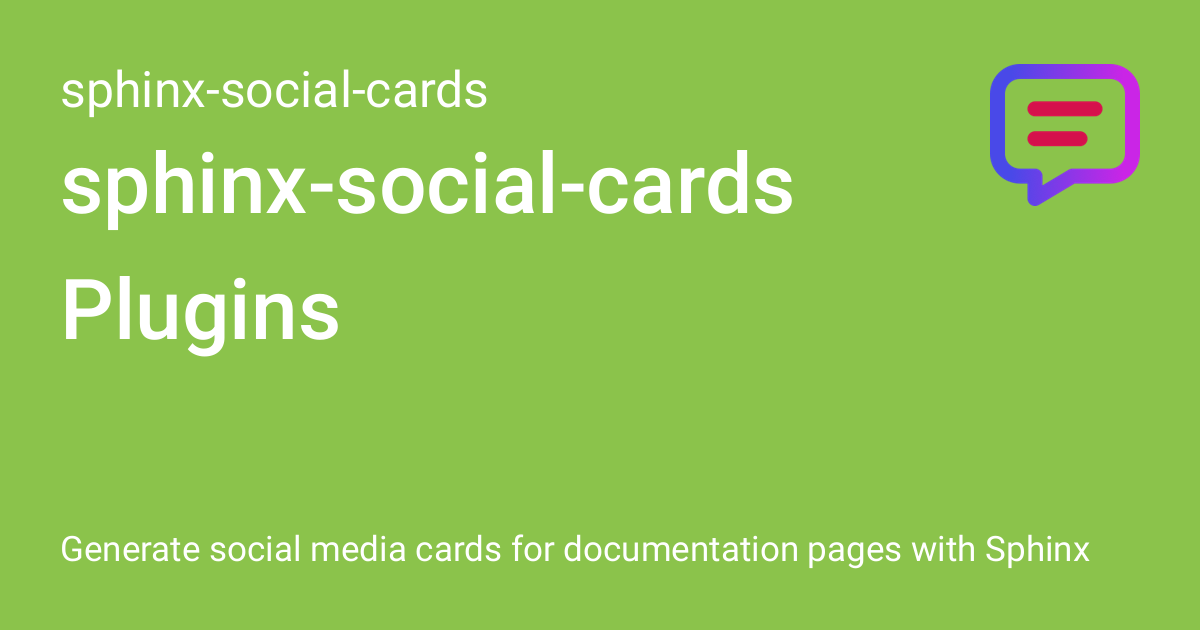 sphinx-social-cards
sphinx-social-cards
Plugins
Generate social media cards for documentation pages with Sphinx